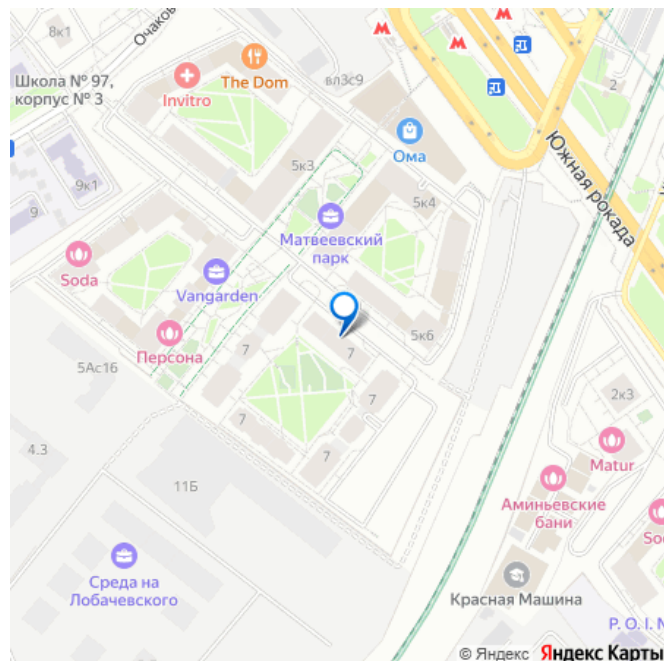 8к1
Очаков
М
М
2
Школа № 97,
корпус № 3
Invitro
The Dom
вл3с9
Ома
Южная рокада
9к1
9
5к3
5к4
Матвеевский
парк
Soda
Vangarden
Персона
5Ас16
7
7
5к6
7
7
7
4.3
11Б
2к3
Matur
Аминьевские
бани
Soc
Среда на
Лобачевского
Красная Машина
P. O. I. N
© Яндекс Яндекс Карты